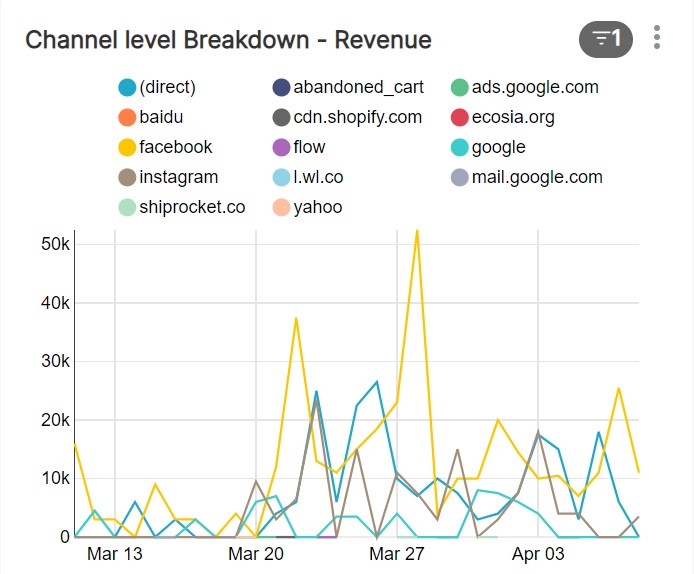 Channel level Breakdown - Revenue
1
(direct) abandoned_cart ads.google.com
baidu cdn.shopify.com ecosia.org
facebook flow google
instagram l.wl.co mail.google.com
shiprocket.co yahoo
50k
40k
30k
20k
10k
0
Mar 13 Mar 20 Mar 27 Apr 03